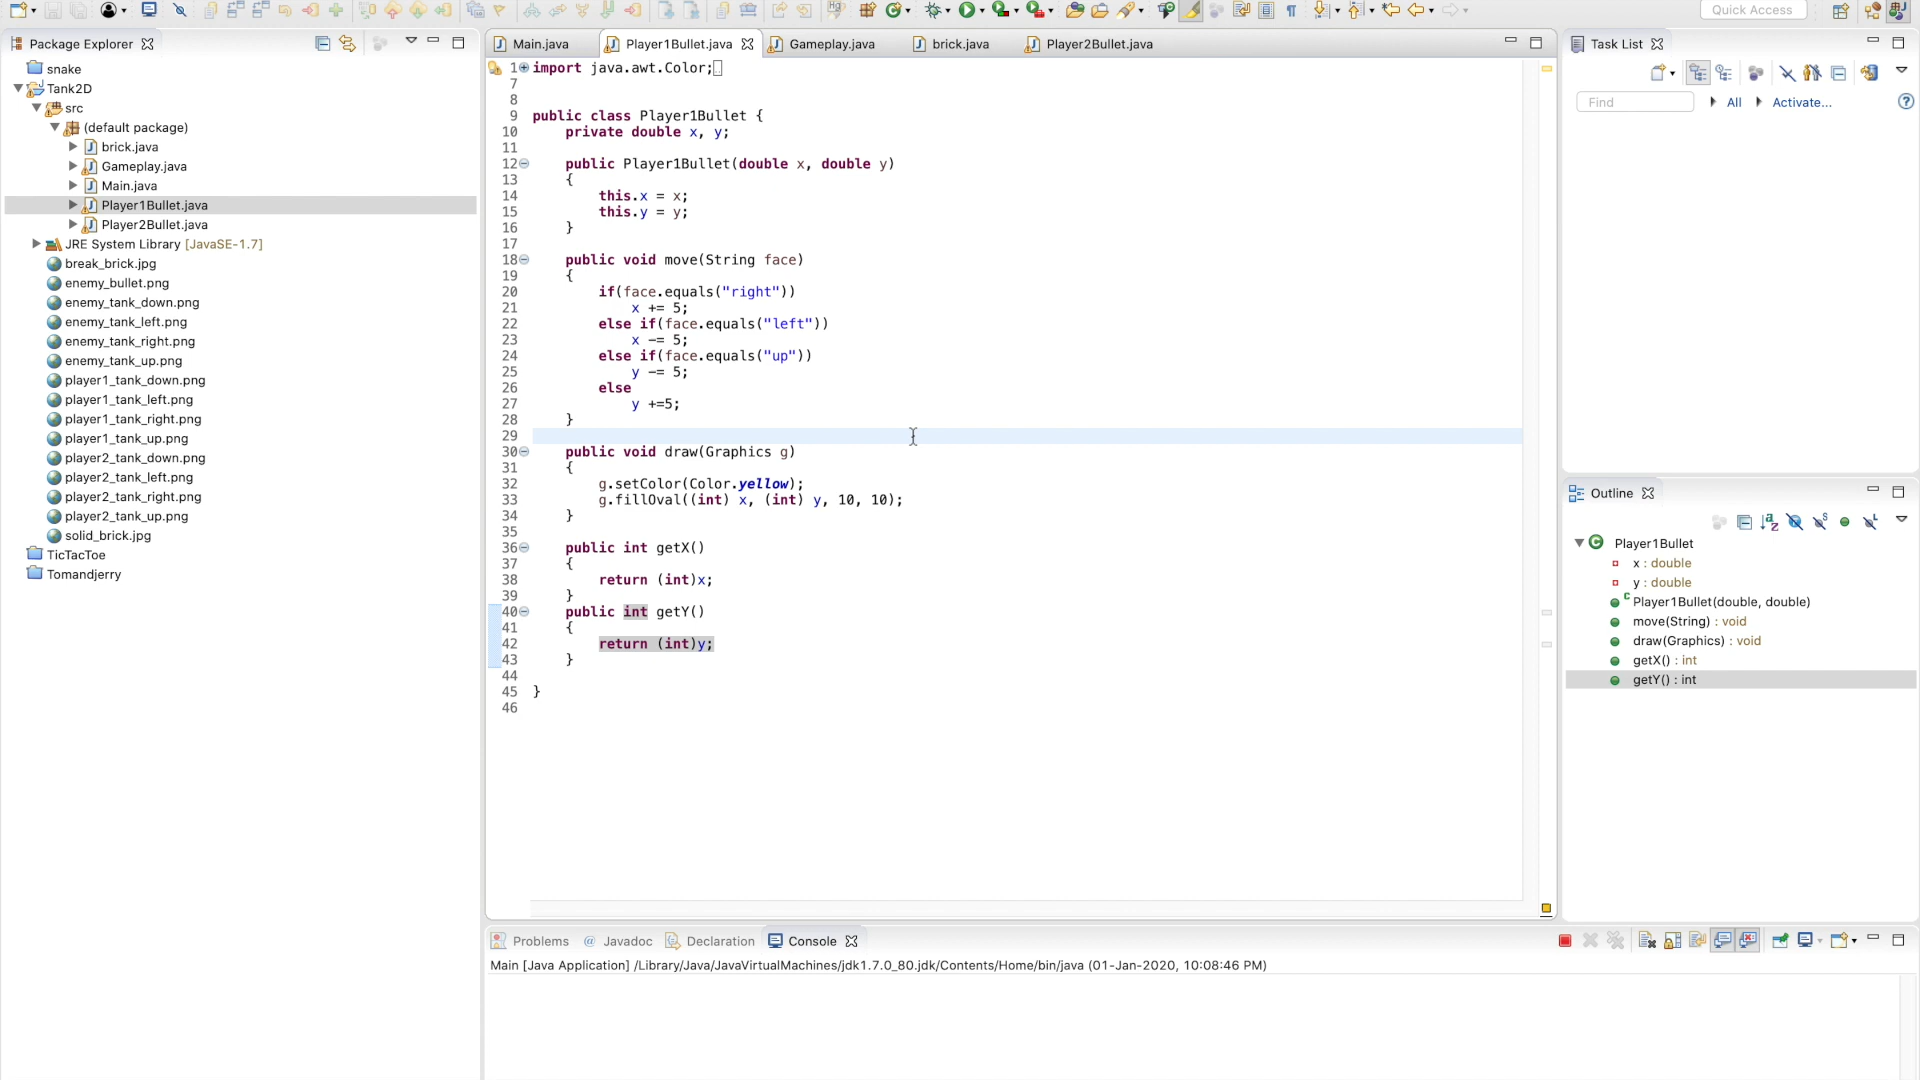 Quick Access
Package Explorer
snake
Tank2D
src
(default package)
brick.java
Gameplay.java
Main.java
Player1Bullet.java
Player2Bullet.java
JRE System Library [JavaSE-1.7]
break_brick.jpg
enemy_bullet.png
enemy_tank_down.png
enemy_tank_left.png
enemy_tank_right.png
enemy_tank_up.png
player1_tank_down.png
player1_tank_left.png
player1_tank_right.png
player1_tank_up.png
player2_tank_down.png
player2_tank_left.png
player2_tank_right.png
player2_tank_up.png
solid_brick.jpg
TicTacToe
Tomandjerry
Main.java Player1Bullet.java Gameplay.java brick.java Player2Bullet.java
1 import java.awt.Color;
7
8
9 public class Player1Bullet {
10 private double x, y;
11
12 public Player1Bullet(double x, double y)
13 {
14 this.x = x;
15 this.y = y;
16 }
17
18 public void move(String face)
19 {
20 if(face.equals("right"))
21 x += 5;
22 else if(face.equals("left"))
23 x -= 5;
24 else if(face.equals("up"))
25 y -= 5;
26 else
27 y +=5;
28 }
29
30 public void draw(Graphics g)
31 {
32 g.setColor(Color.yellow);
33 g.fillOval((int) x, (int) y, 10, 10);
34 }
35
36 public int getX()
37 {
38 return (int)x;
39 }
40 public int getY()
41 {
42 return (int)y;
43 }
44
45 }
46
Task List
Find All Activate...
Outline
Player1Bullet
x : double
y : double
Player1Bullet(double, double)
move(String) : void
draw(Graphics) : void
getX() : int
getY() : int
Problems @ Javadoc Declaration Console
Main [Java Application] /Library/Java/JavaVirtualMachines/jdk1.7.0_80.jdk/Contents/Home/bin/java (01-Jan-2020, 10:08:46 PM)